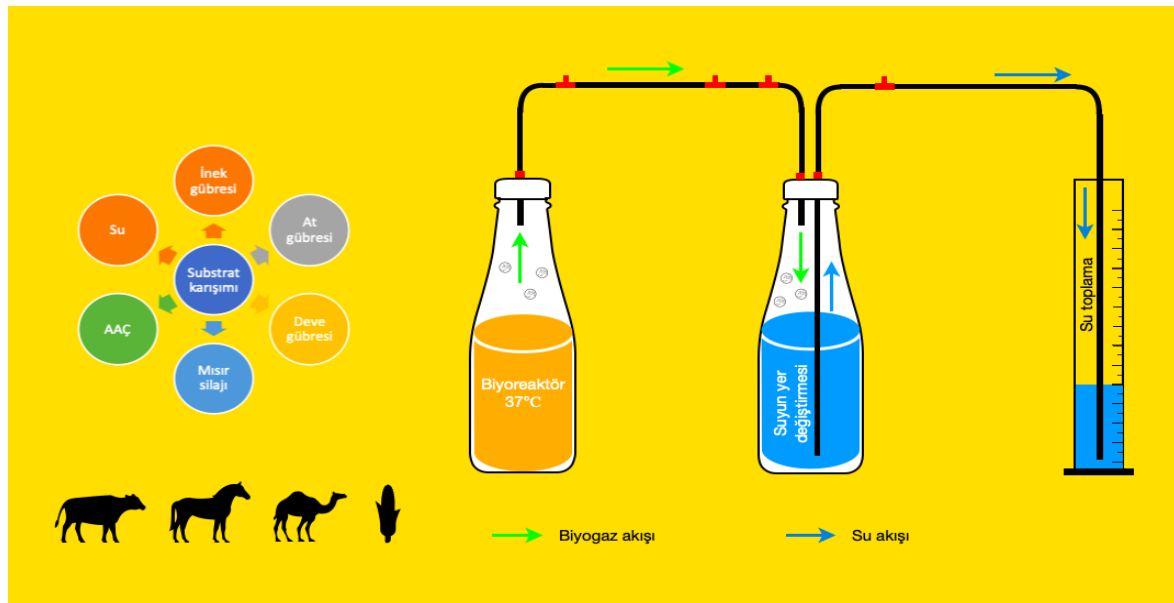 İnek
gübresi
At
gübresi
Deve
gübresi
Mısır
silajı
AAÇ
Su
Substrat
karışımı
Biyoreaktör
37°C
Suyun yer
değiştirmesi
Su toplama
Biyogaz akışı
Su akışı